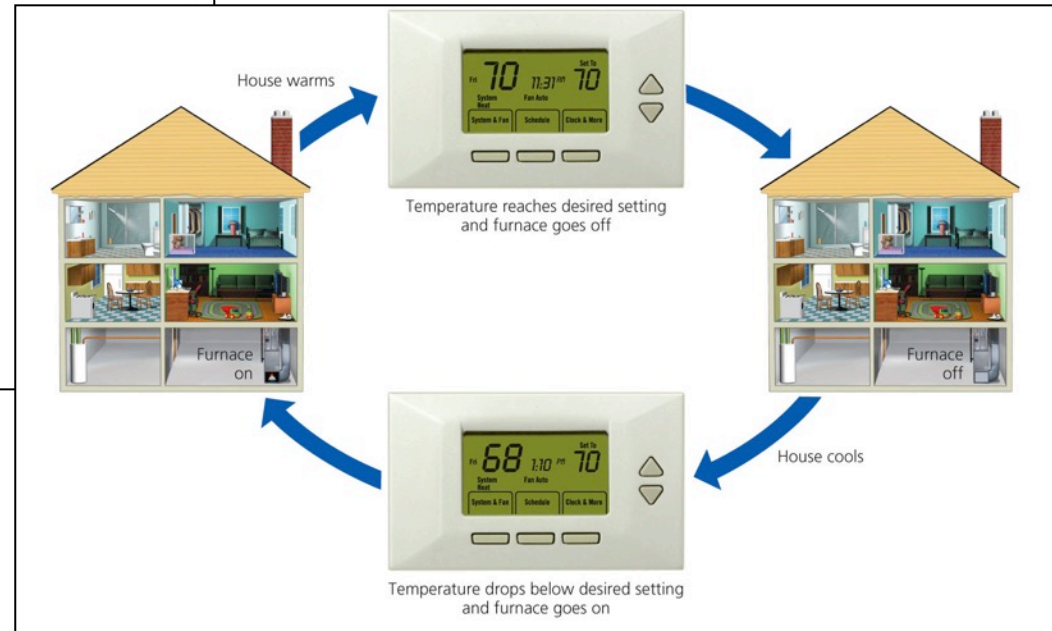 House warms
Fri 70 11:31 AM Set To 70
System Heat Fan Auto
System & Fan Schedule Clock & More
Temperature reaches desired setting
and furnace goes off
Furnace
on
Furnace
off
House cools
Fri 68 1:10 PM Set To 70
System Heat Fan Auto
System & Fan Schedule Clock & More
Temperature drops below desired setting
and furnace goes on